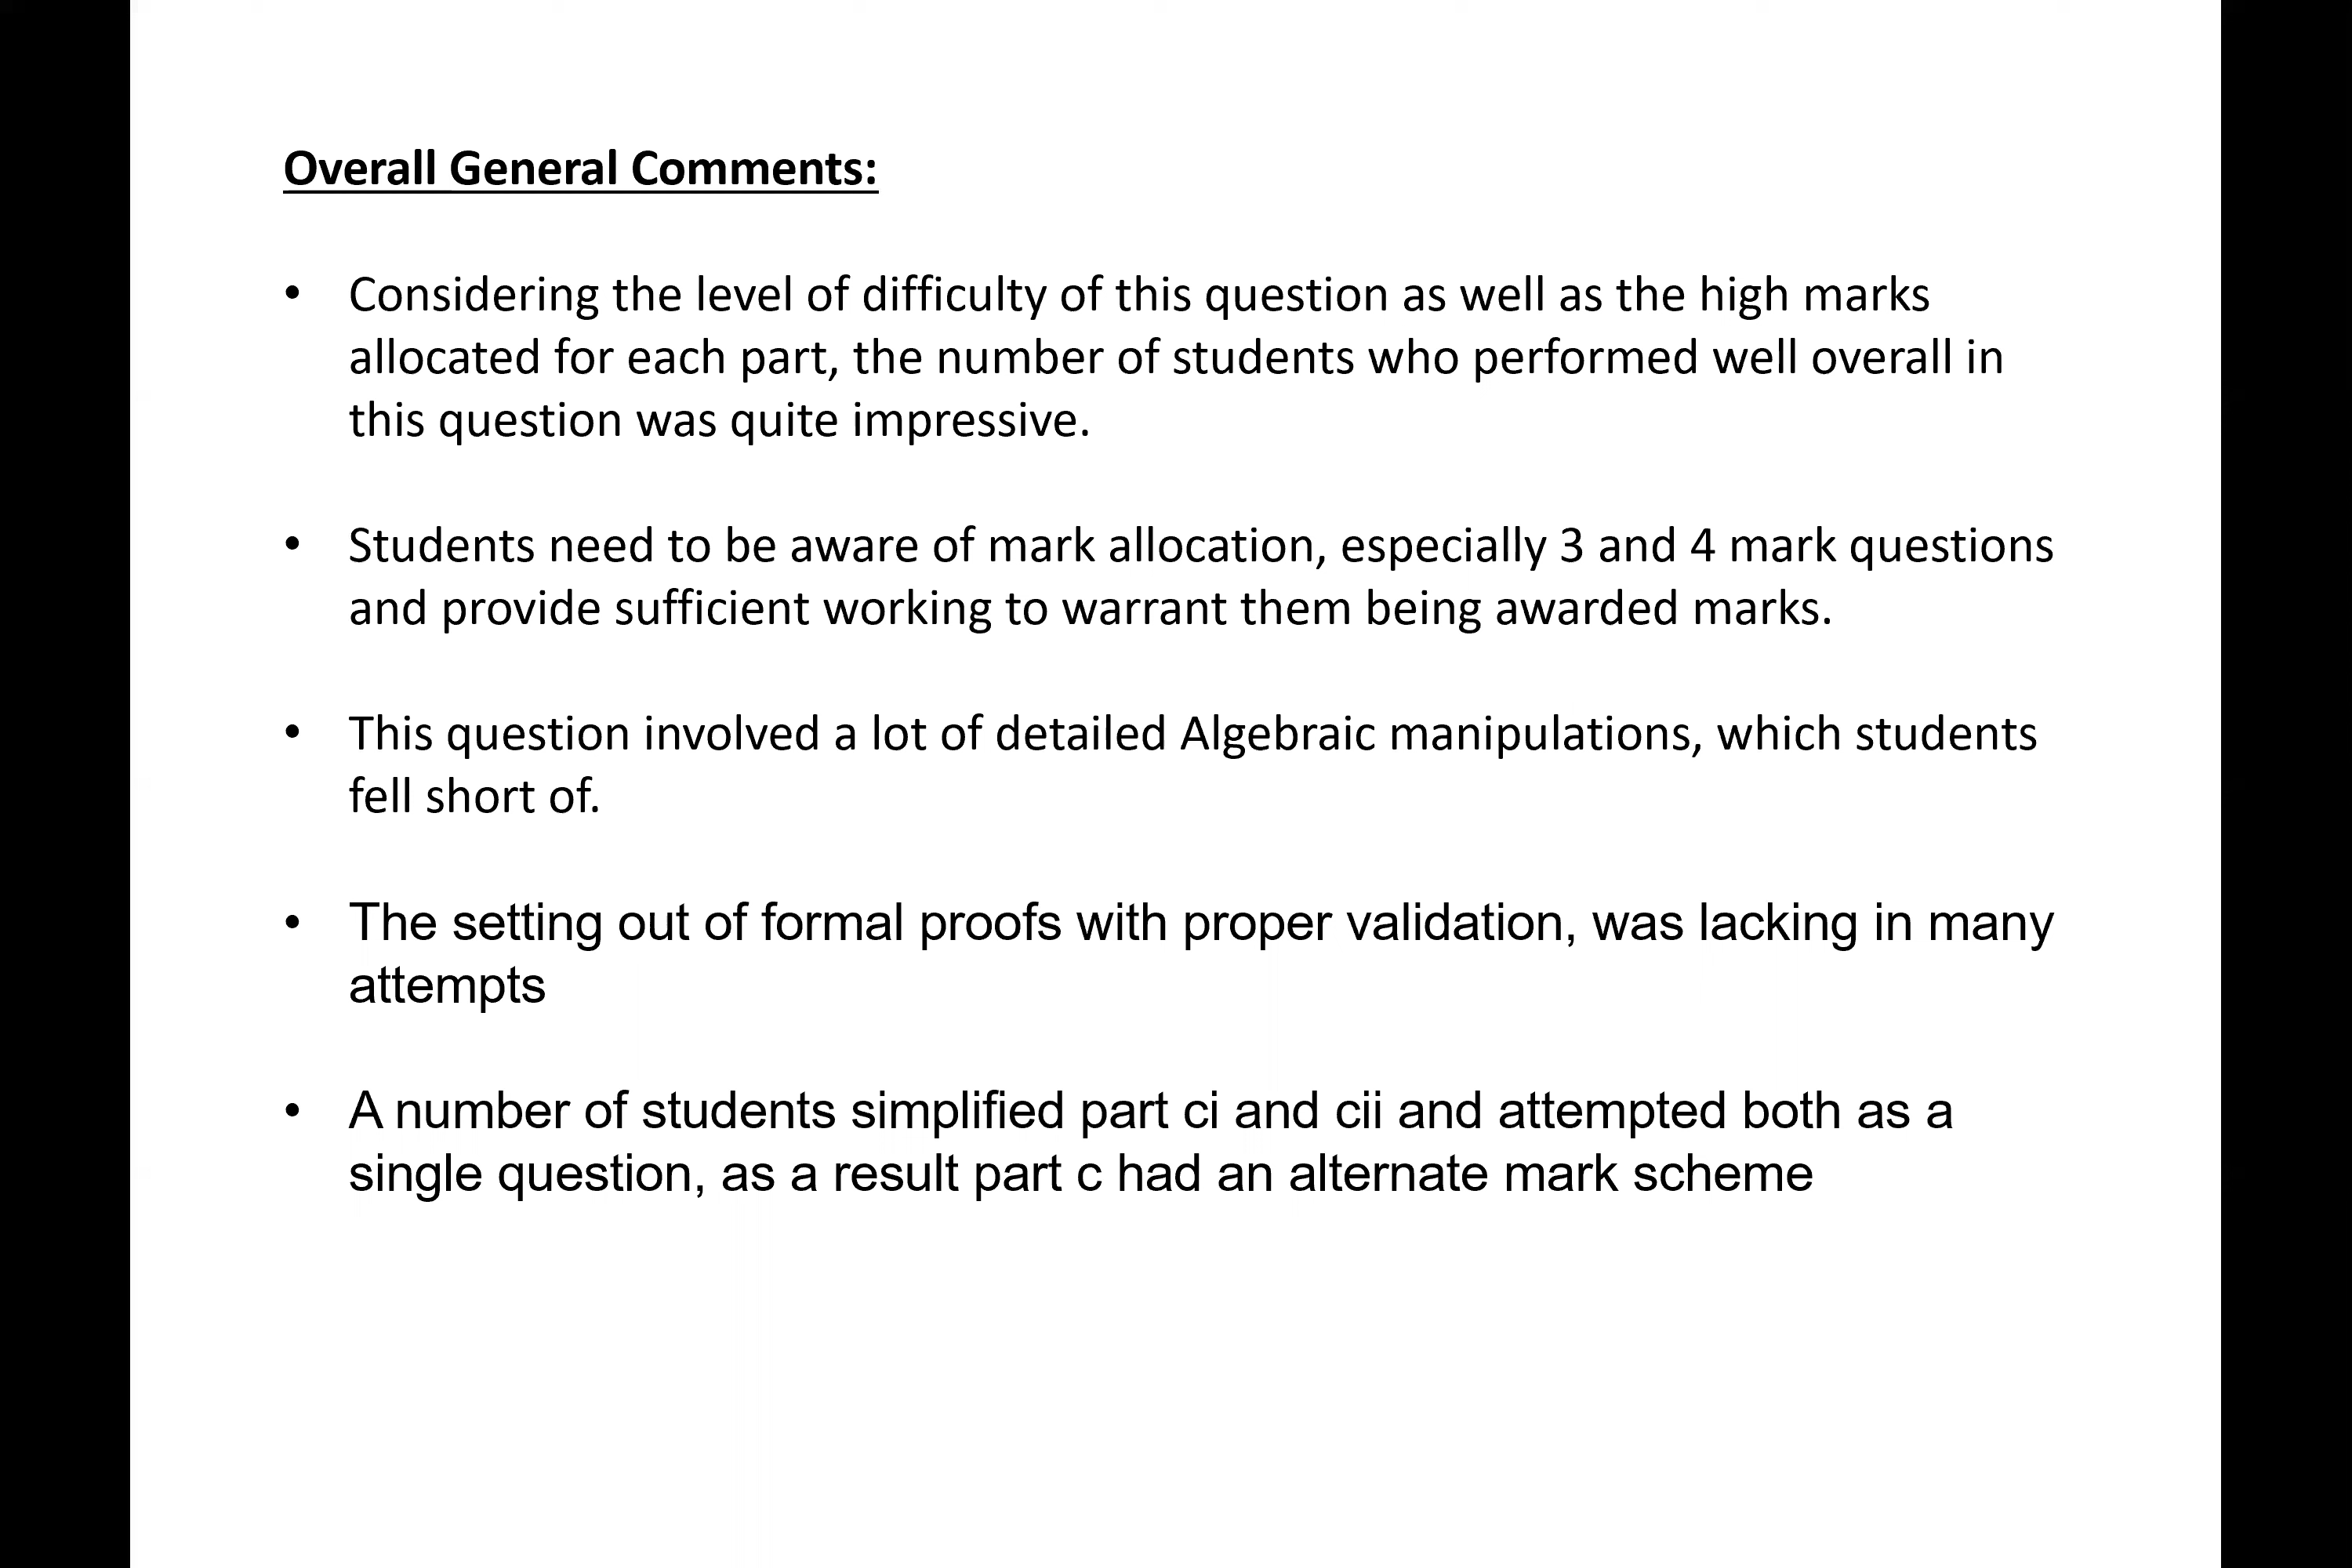 Overall General Comments:
• Considering the level of difficulty of this question as well as the high marks
allocated for each part, the number of students who performed well overall in
this question was quite impressive.
• Students need to be aware of mark allocation, especially 3 and 4 mark questions
and provide sufficient working to warrant them being awarded marks.
• This question involved a lot of detailed Algebraic manipulations, which students
fell short of.
• The setting out of formal proofs with proper validation, was lacking in many
attempts
• A number of students simplified part ci and cii and attempted both as a
single question, as a result part c had an alternate mark scheme